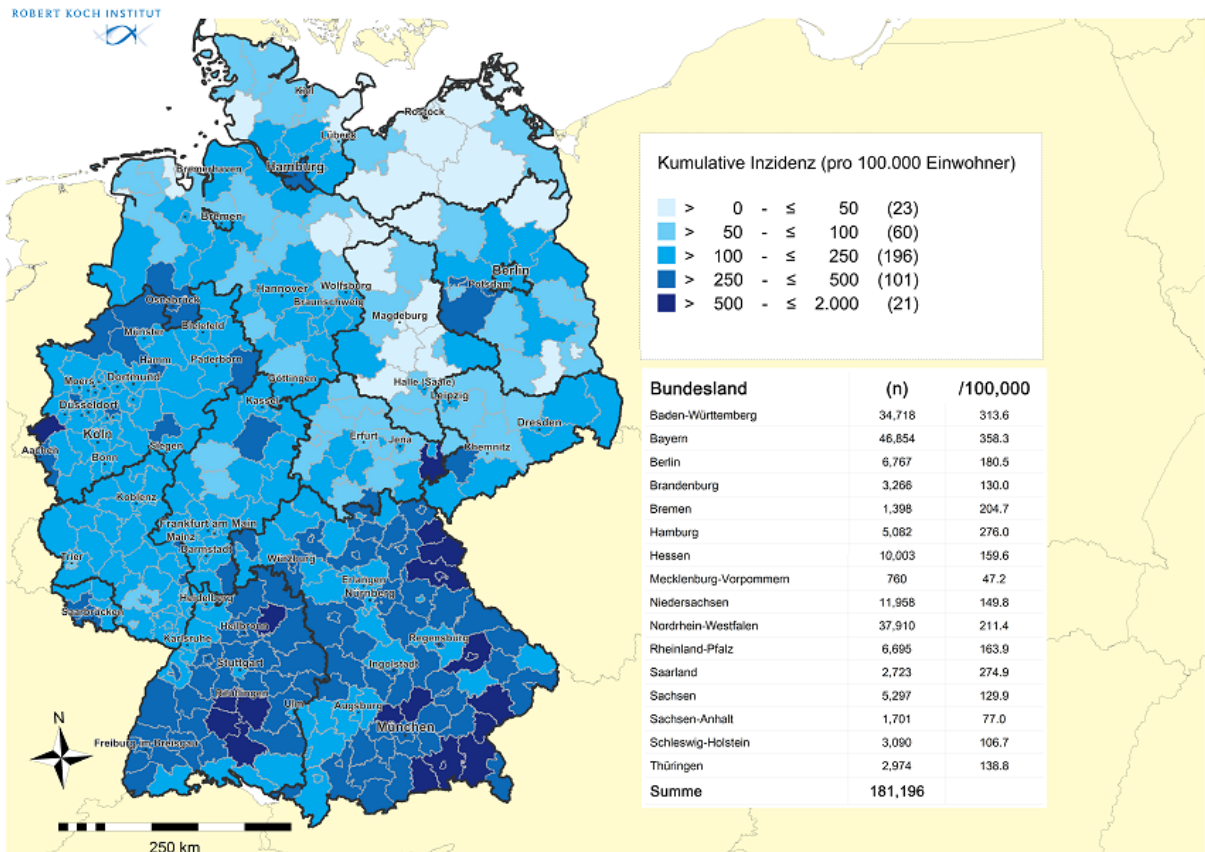 ROBERT KOCH INSTITUT
Kiel
Rostock
Lübeck
Hamburg
Bremerhaven
Bremen
Berlin
Potsdam
Hannover
Wolfsburg
Braunschweig
Osnabrück
Magdeburg
Bielefeld
Münster
Hamm
Paderborn
Moers
Dortmund
Göttingen
Halle (Saale)
Leipzig
Düsseldorf
Kassel
Köln
Erfurt
Jena
Dresden
Chemnitz
Aachen
Bonn
Siegen
Koblenz
Frankfurt am Main
Mainz
Darmstadt
Trier
Würzburg
Erlangen
Nürnberg
Heidelberg
Saarbrücken
Heilbronn
Karlsruhe
Regensburg
Stuttgart
Ingolstadt
Reutlingen
Ulm
Augsburg
München
Freiburg im Breisgau
N
250 km
Kumulative Inzidenz (pro 100.000 Einwohner)
> 0 - ≤ 50 (23)
> 50 - ≤ 100 (60)
> 100 - ≤ 250 (196)
> 250 - ≤ 500 (101)
> 500 - ≤ 2.000 (21)
Bundesland (n) /100,000
Baden-Württemberg 34,718 313.6
Bayern 46,854 358.3
Berlin 6,767 180.5
Brandenburg 3,266 130.0
Bremen 1,398 204.7
Hamburg 5,082 276.0
Hessen 10,003 159.6
Mecklenburg-Vorpommern 760 47.2
Niedersachsen 11,958 149.8
Nordrhein-Westfalen 37,910 211.4
Rheinland-Pfalz 6,695 163.9
Saarland 2,723 274.9
Sachsen 5,297 129.9
Sachsen-Anhalt 1,701 77.0
Schleswig-Holstein 3,090 106.7
Thüringen 2,974 138.8
Summe 181,196